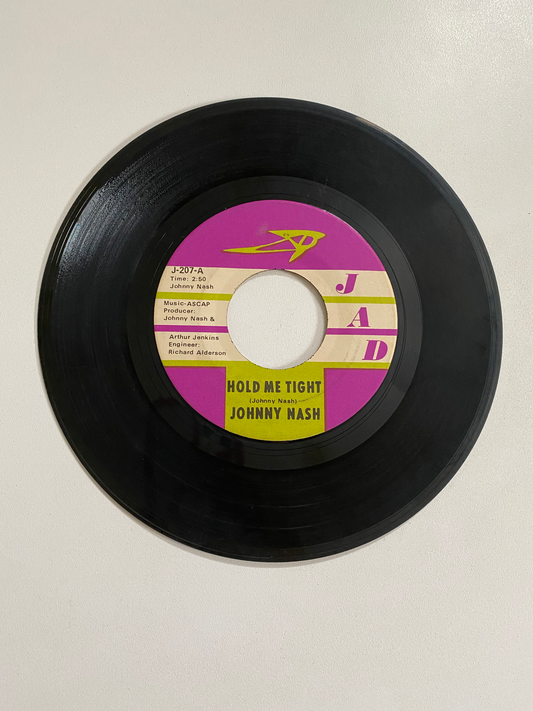 J-207-A
Time: 2:50
Johnny Nash
Music-ASCAP
Producer:
Johnny Nash &
Arthur Jenkins
Engineer:
Richard Alderson
J
A
D
HOLD ME TIGHT
(Johnny Nash)
JOHNNY NASH